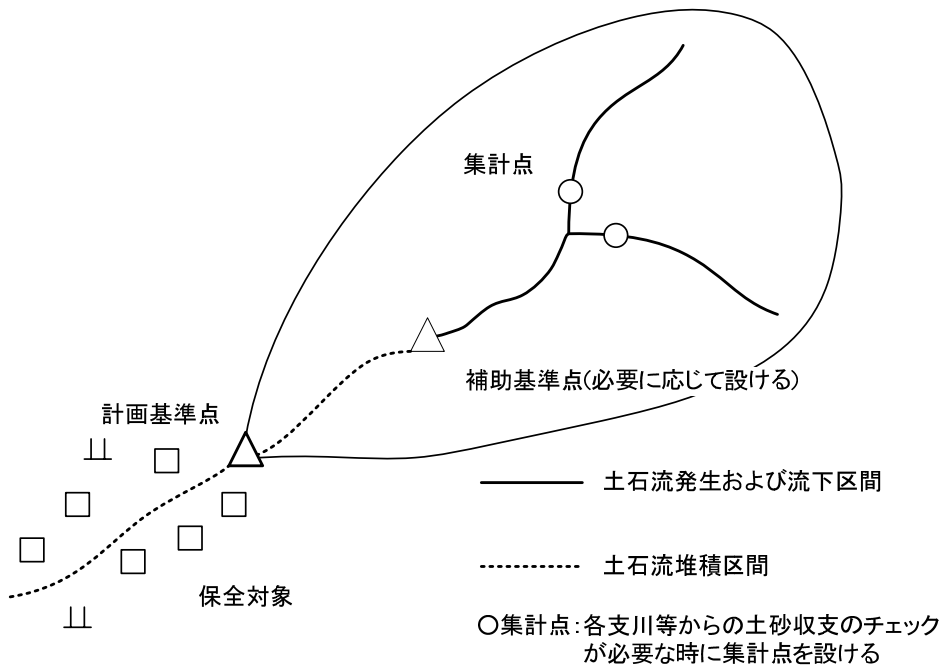 集計点
補助基準点(必要に応じて設ける)
計画基準点
土石流発生および流下区間
土石流堆積区間
保全対象
○集計点:各支川等からの土砂収支のチェック
が必要な時に集計点を設ける